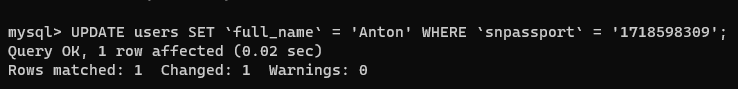 mysql> UPDATE users SET `full_name` = 'Anton' WHERE `snpassport` = '1718598309';
Query OK, 1 row affected (0.02 sec)
Rows matched: 1  Changed: 1  Warnings: 0